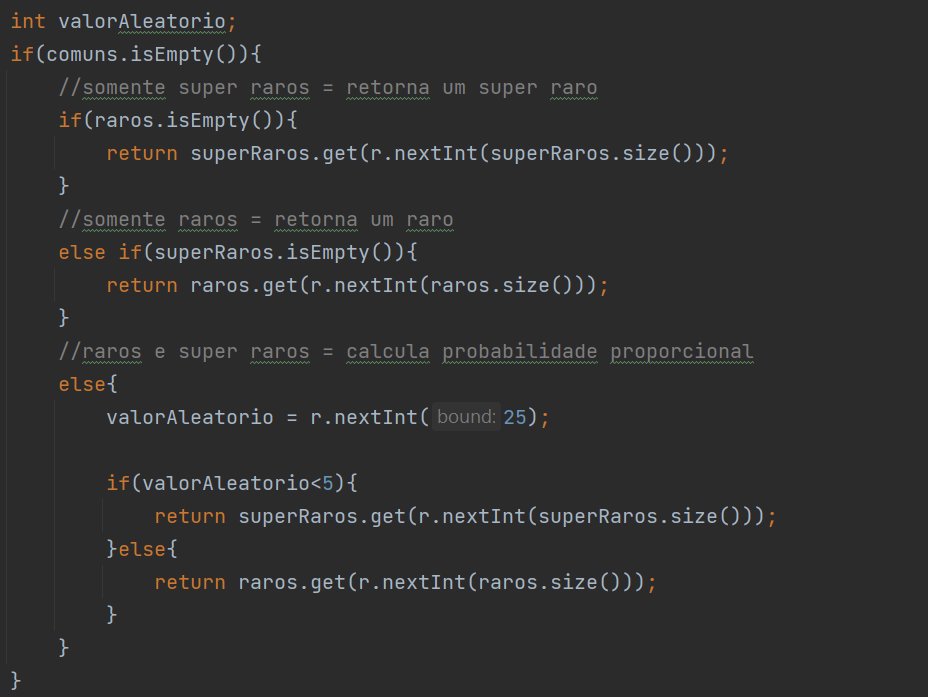 int valorAleatorio;
if(comuns.isEmpty()){
//somente super raros = retorna um super raro
if(raros.isEmpty()){
return superRaros.get(r.nextInt(superRaros.size()));
}
//somente raros = retorna um raro
else if(superRaros.isEmpty()){
return raros.get(r.nextInt(raros.size()));
}
//raros e super raros = calcula probabilidade proporcional
else{
valorAleatorio = r.nextInt( bound: 25);
if(valorAleatorio<5){
return superRaros.get(r.nextInt(superRaros.size()));
}else{
return raros.get(r.nextInt(raros.size()));
}
}
}